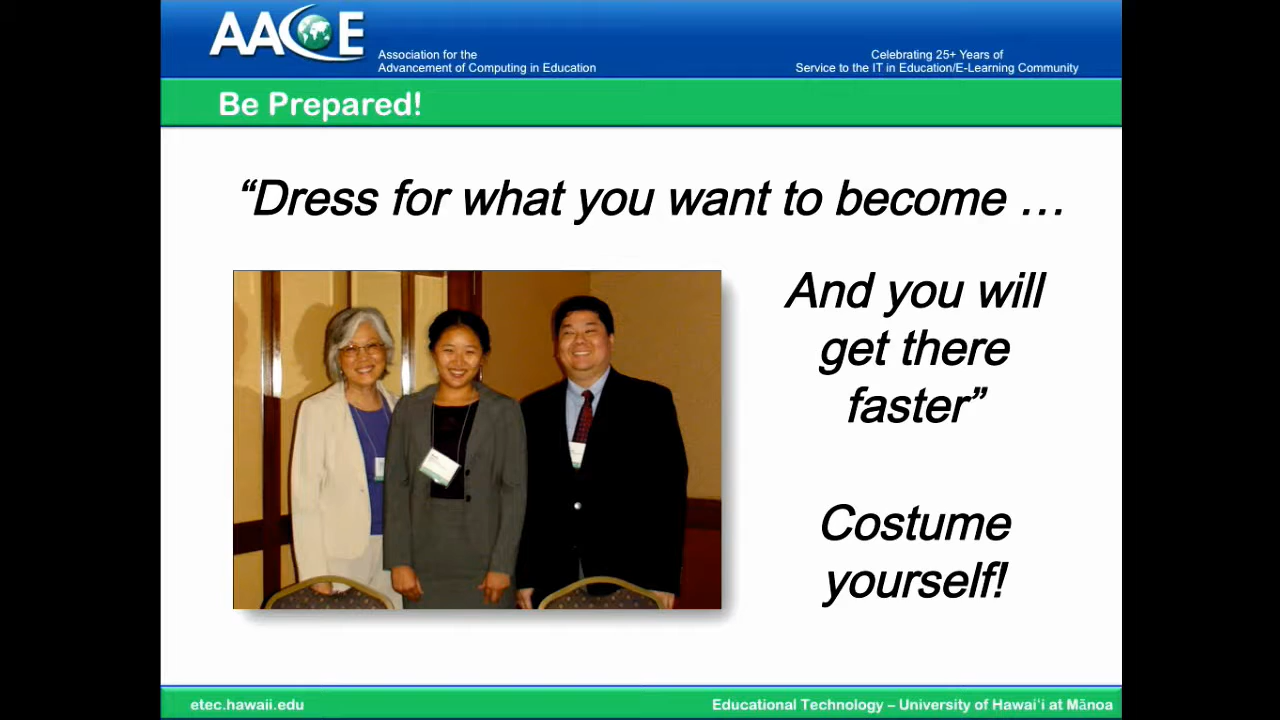 AACE
Association for the
Advancement of Computing in Education
Celebrating 25+ Years of
Service to the IT in Education/E-Learning Community
Be Prepared!
“Dress for what you want to become …
And you will
get there
faster”
Costume
yourself!
etec.hawaii.edu
Educational Technology – University of Hawai‘i at Mānoa